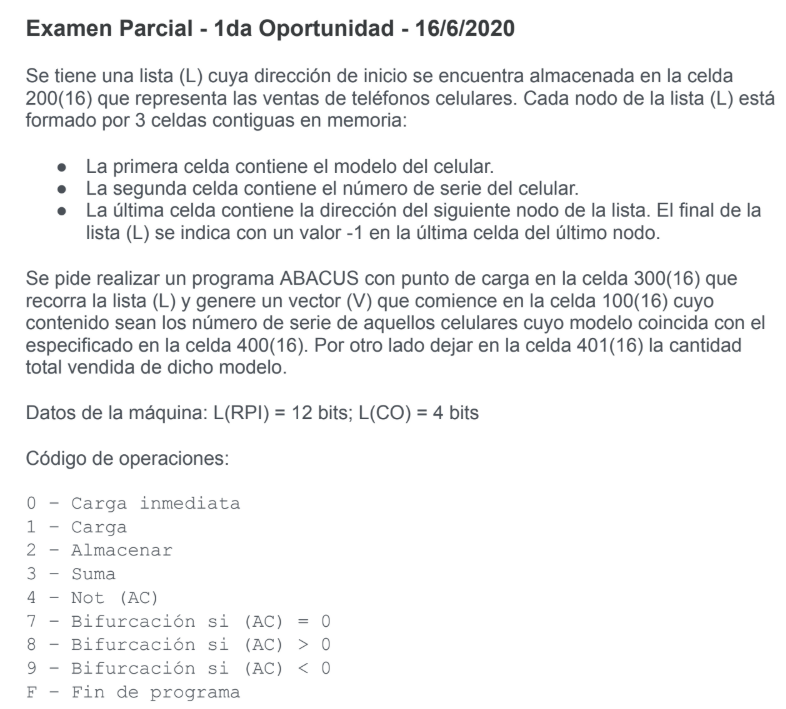 Examen Parcial - 1da Oportunidad - 16/6/2020
Se tiene una lista (L) cuya dirección de inicio se encuentra almacenada en la celda
200(16) que representa las ventas de teléfonos celulares. Cada nodo de la lista (L) está
formado por 3 celdas contiguas en memoria:
● La primera celda contiene el modelo del celular.
● La segunda celda contiene el número de serie del celular.
● La última celda contiene la dirección del siguiente nodo de la lista. El final de la
lista (L) se indica con un valor -1 en la última celda del último nodo.
Se pide realizar un programa ABACUS con punto de carga en la celda 300(16) que
recorra la lista (L) y genere un vector (V) que comience en la celda 100(16) cuyo
contenido sean los número de serie de aquellos celulares cuyo modelo coincida con el
especificado en la celda 400(16). Por otro lado dejar en la celda 401(16) la cantidad
total vendida de dicho modelo.
Datos de la máquina: L(RPI) = 12 bits; L(CO) = 4 bits
Código de operaciones:
0 – Carga inmediata
1 – Carga
2 – Almacenar
3 – Suma
4 – Not (AC)
7 – Bifurcación si (AC) = 0
8 – Bifurcación si (AC) > 0
9 – Bifurcación si (AC) < 0
F – Fin de programa